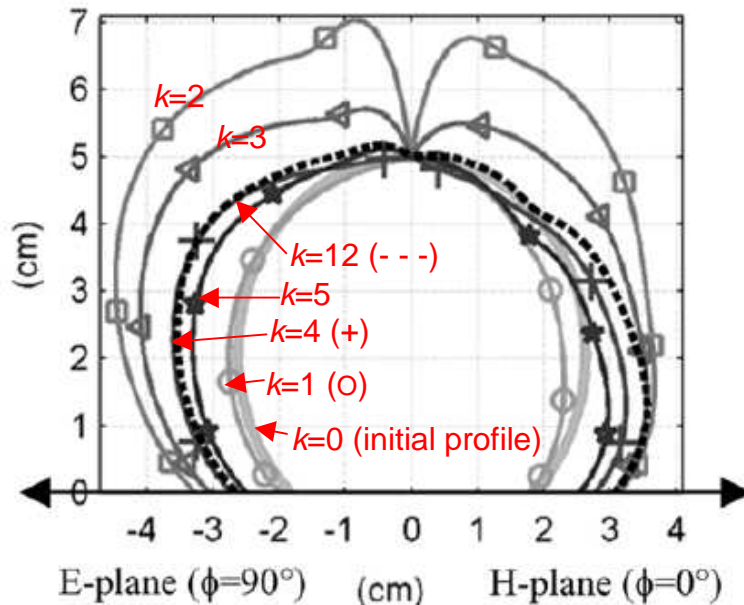 7
6
5
4
3
2
1
0
(cm)
k=2
k=3
k=12 (- - -)
k=5
k=4 (+)
k=1 (O)
k=0 (initial profile)
-4 -3 -2 -1 0 1 2 3 4
E-plane (ϕ=90°) (cm) H-plane (ϕ=0°)